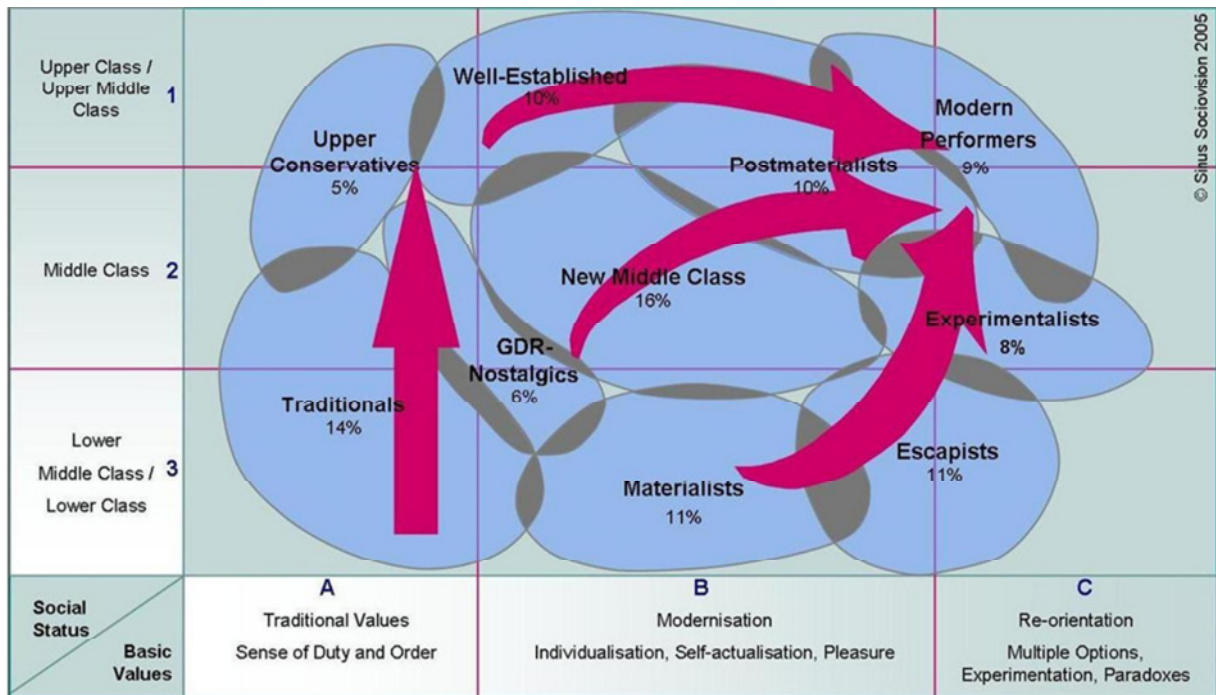 Upper Class /
Upper Middle
Class
1
Well-Established
10%
Modern
Performers
9%
Upper
Conservatives
5%
Postmaterialists
10%
© Sinus Sociovision 2005
Middle Class
2
New Middle Class
16%
Experimentalists
8%
GDR-
Nostalgics
6%
Traditionals
14%
Lower
Middle Class /
Lower Class
3
Escapists
11%
Materialists
11%
Social
Status
Basic
Values
A
Traditional Values
Sense of Duty and Order
B
Modernisation
Individualisation, Self-actualisation, Pleasure
C
Re-orientation
Multiple Options,
Experimentation, Paradoxes